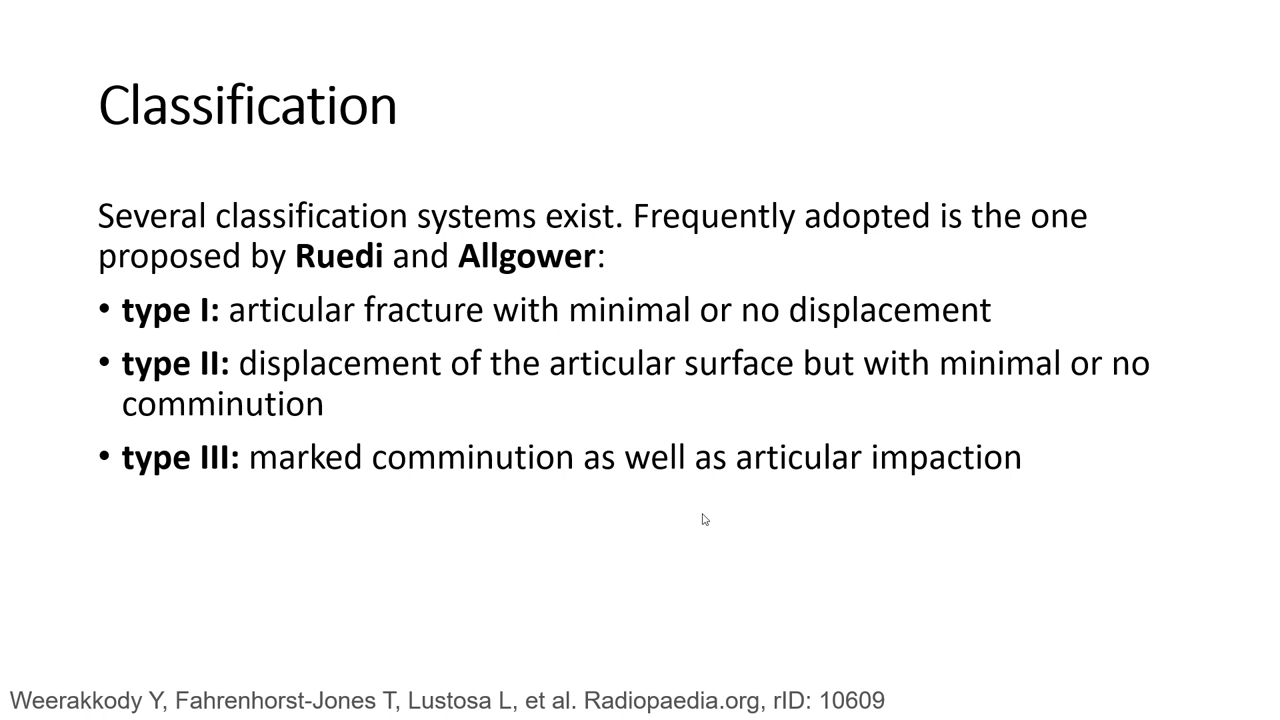 Classification
Several classification systems exist. Frequently adopted is the one
proposed by Ruedi and Allgower:
• type I: articular fracture with minimal or no displacement
• type II: displacement of the articular surface but with minimal or no
comminution
• type III: marked comminution as well as articular impaction
Weerakkody Y, Fahrenhorst-Jones T, Lustosa L, et al. Radiopaedia.org, rID: 10609